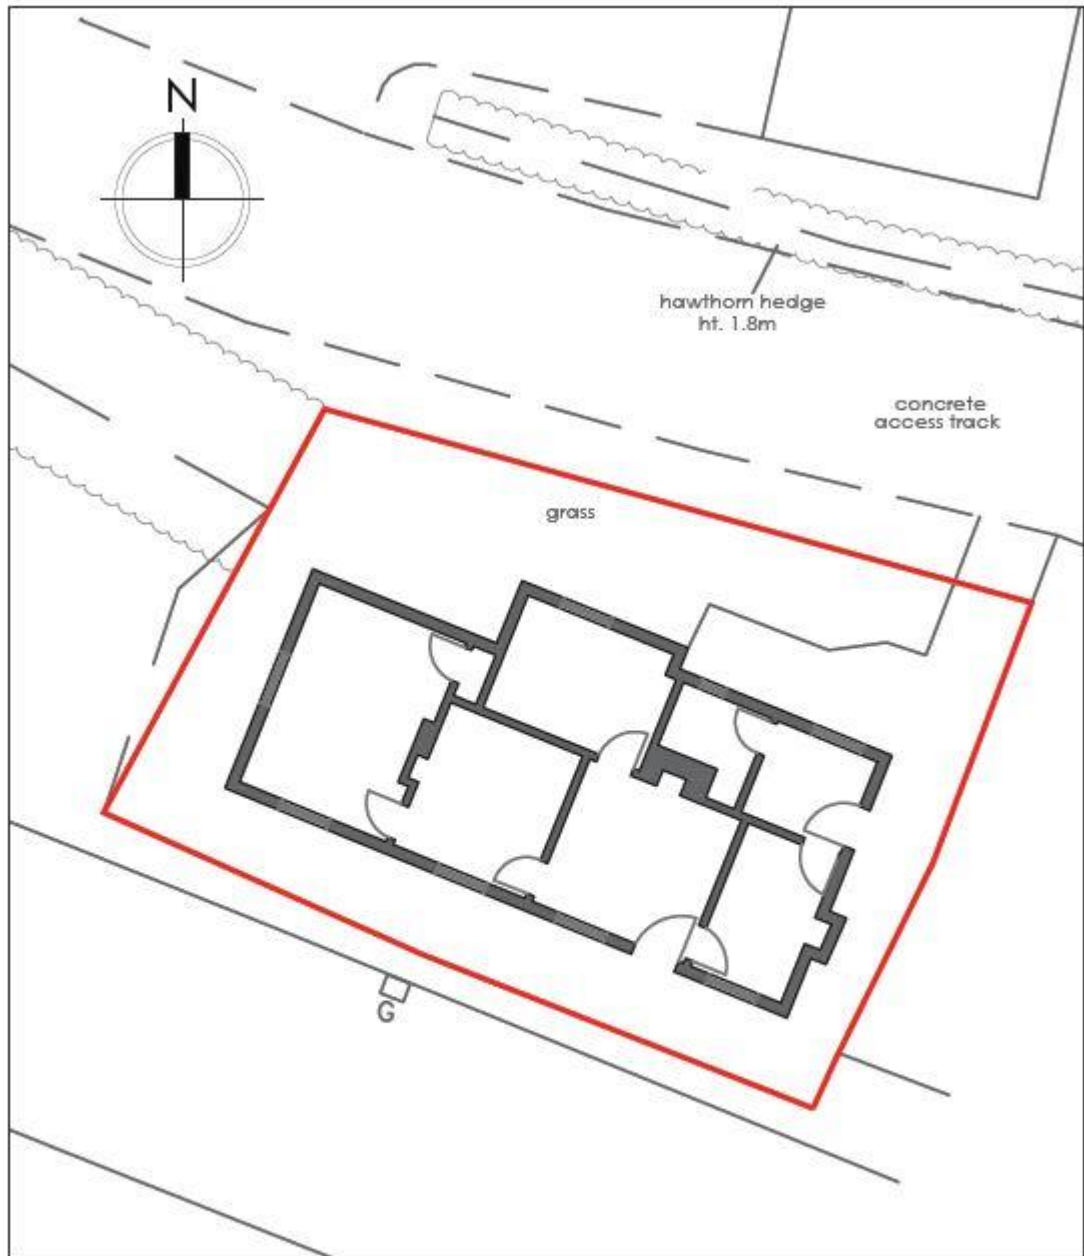 N
hawthorn hedge
ht. 1.8m
concrete
access track
grass
G